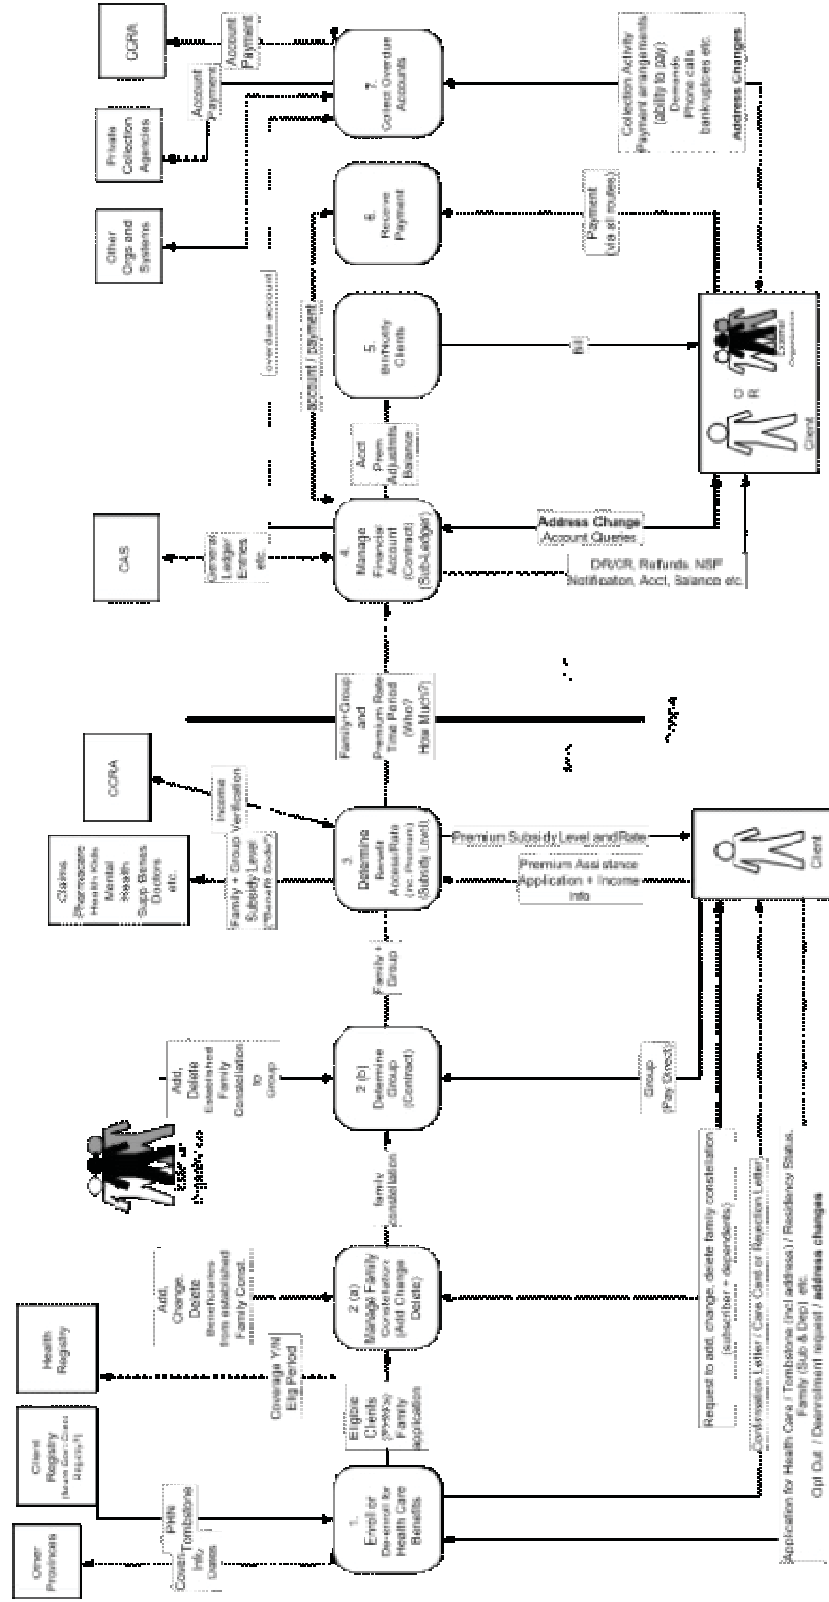 Other
Provinces
Client
Registry
Health
Registry
Cover
Info
Dates
PHN
Tombstone
Coverage Y/N
Elig Period
1.
Enroll or
De-enroll for
Health Care
Benefits
Eligible
Clients
(PHN's)
Family
application
Add,
Change,
Delete
Beneficiaries
from established
Family Const.
2 (a)
Manage Family
Constellation
(Add Change
Delete)
family
constellation
Add,
Delete
Established
Family
Constellation
to
Group
2 (b)
Determine
Group
(Contract)
Family +
Group
Claims
Pharmacare
Health Kids
Mental
Health
Supp Benes
Doctors
etc.
CCRA
Family + Group
Subsidy Level
("Benefit Code")
Income
Verification
3.
Determine
Benefit
Access/Rate
(inc. Premium)
(Subsidy Level)
Family+Group
and
Premium Rate
Time Period
(Who?
How Much?)
CAS
General
Ledger
Entries
etc.
4.
Manage
Financial
Account
(Contract)
(Sub-Ledger)
Acct
Prem
Adjustmts
Balance
account / payment
overdue account
5.
Bill/Notify
Clients
6.
Receive
Payment
7.
Collect Overdue
Accounts
Other
Orgs and
Systems
Private
Collection
Agencies
CCRA
Account
Payment
Account
Payment
Application for Health Care / Tombstone (incl address) / Residency Status,
Family (Sub & Dep) etc.
Opt Out / Deenrollment request / address changes
Confirmation Letter / Care Card or Rejection Letter
Request to add, change, delete family constellation
(subscriber + dependents)
Group
(Pay Direct)
Premium Assistance
Application + Income
Info
Premium Subsidy Level and Rate
Client
DR/CR, Refunds, NSF
Notification, Acct, Balance etc.
Address Change
Account Queries
Bill
Payment
(via all routes)
Collection Activity
Payment arrangements
(ability to pay)
Demands
Phone calls
bankruptcies etc.
Address Changes
Client
O
R
External
Organization